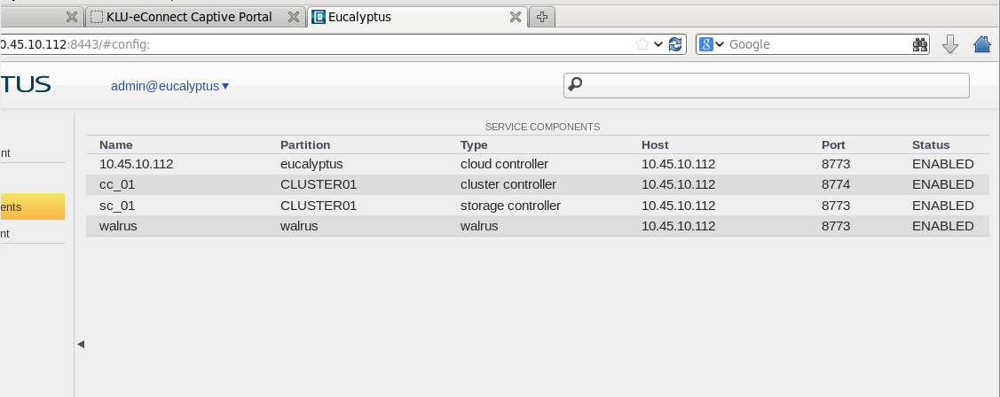 KLU-eConnect Captive Portal Eucalyptus
0.45.10.112:8443/#config: Google
TUS admin@eucalyptus
SERVICE COMPONENTS
Name Partition Type Host Port Status
10.45.10.112 eucalyptus cloud controller 10.45.10.112 8773 ENABLED
cc_01 CLUSTER01 cluster controller 10.45.10.112 8774 ENABLED
sc_01 CLUSTER01 storage controller 10.45.10.112 8773 ENABLED
walrus walrus walrus 10.45.10.112 8773 ENABLED
nt
ents
nt